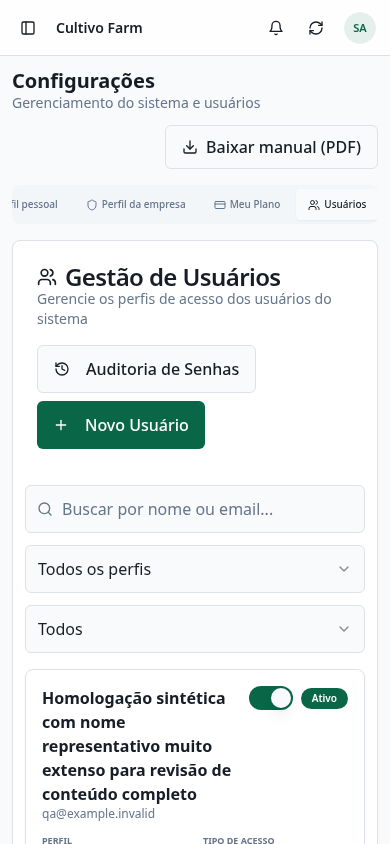 Cultivo Farm
SA
Configurações
Gerenciamento do sistema e usuários
Baixar manual (PDF)
fil pessoal
Perfil da empresa
Meu Plano
Usuários
Gestão de Usuários
Gerencie os perfis de acesso dos usuários do
sistema
Auditoria de Senhas
Novo Usuário
Buscar por nome ou email...
Todos os perfis
Todos
Homologação sintética
com nome
representativo muito
extenso para revisão de
conteúdo completo
Ativo
qa@example.invalid
PERFIL
TIPO DE ACESSO